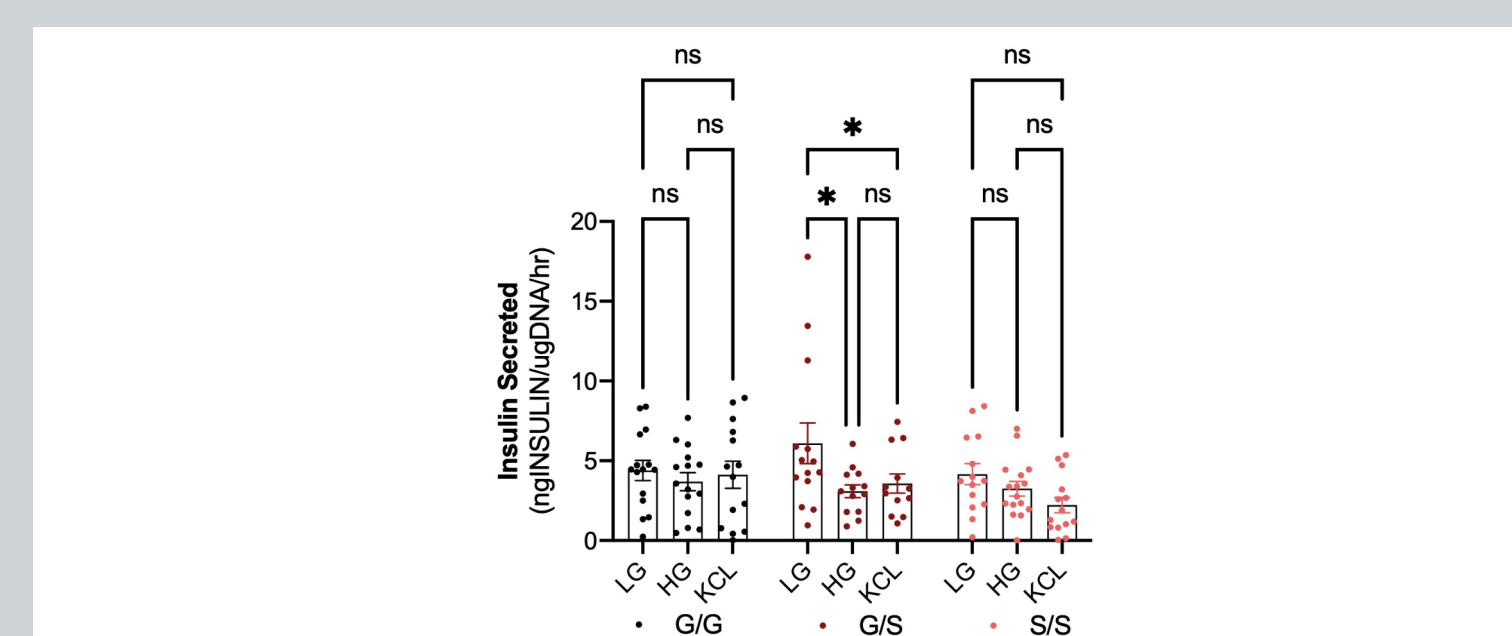 ns ns
ns * ns
ns * ns ns
20
15
10
5
0
Insulin Secreted
(ngINSULIN/ugDNA/hr)
LG HG KCL LG HG KCL LG HG KCL
G/G G/S S/S